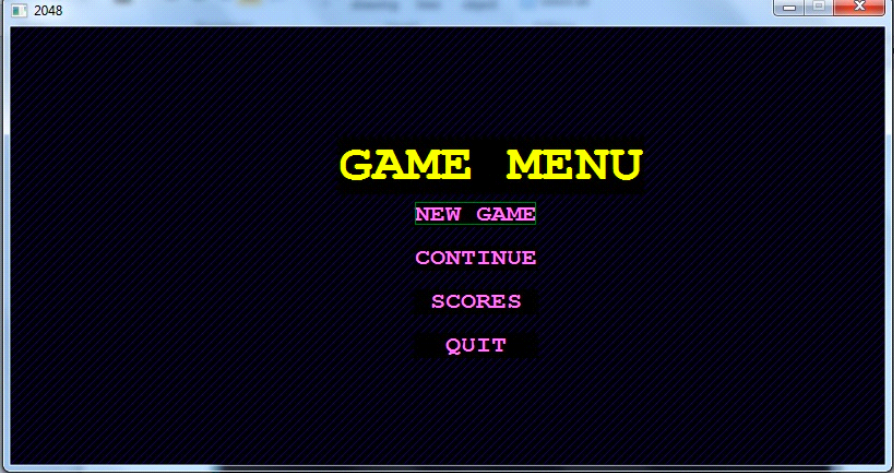 2048
GAME MENU
NEW GAME
CONTINUE
SCORES
QUIT